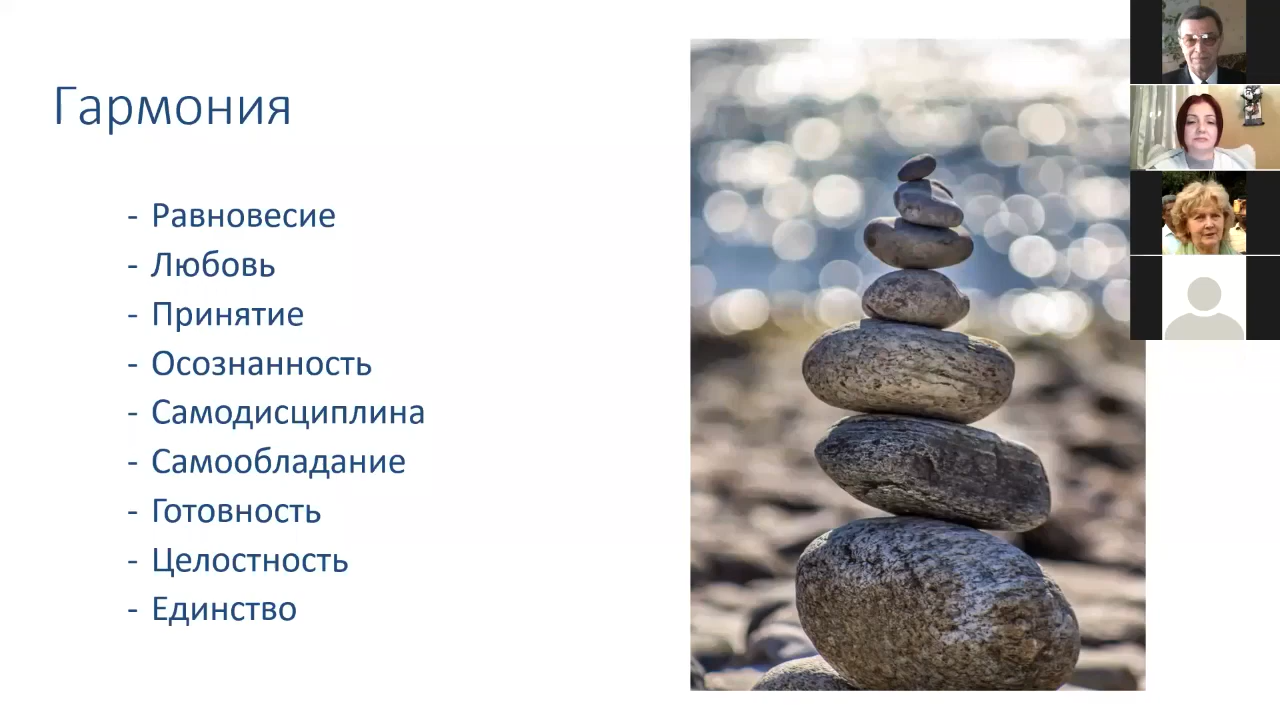 Гармония
- Равновесие
- Любовь
- Принятие
- Осознанность
- Самодисциплина
- Самообладание
- Готовность
- Целостность
- Единство